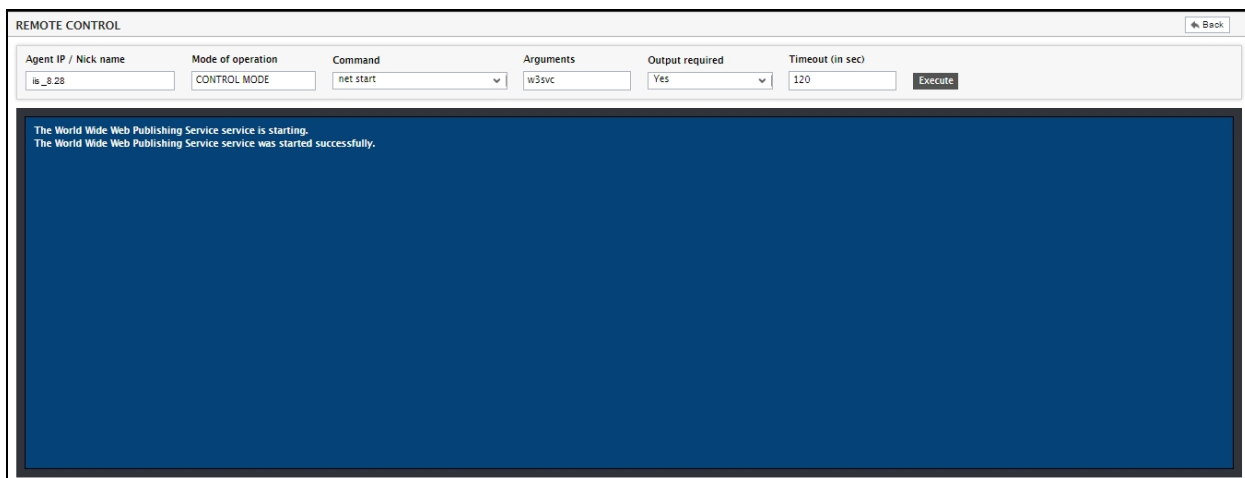 REMOTE CONTROL
Back
Agent IP / Nick name
Mode of operation
Command
Arguments
Output required
Timeout (in sec)
iis_8.28
CONTROL MODE
net start
w3svc
Yes
120
Execute
The World Wide Web Publishing Service service is starting.
The World Wide Web Publishing Service service was started successfully.